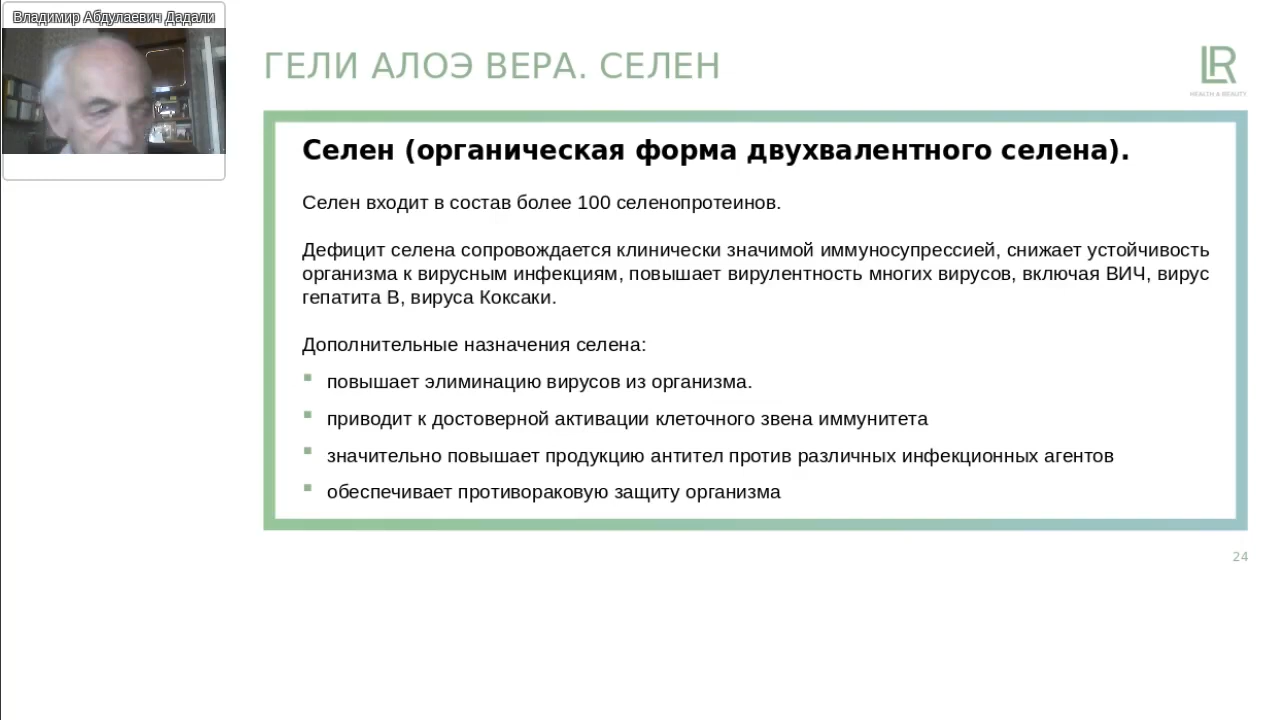 Владимир Абдулаевич Дадали
ГЕЛИ АЛОЭ ВЕРА. СЕЛЕН
LR
HEALTH & BEAUTY
Селен (органическая форма двухвалентного селена).
Селен входит в состав более 100 селенопротеинов.
Дефицит селена сопровождается клинически значимой иммуносупрессией, снижает устойчивость
организма к вирусным инфекциям, повышает вирулентность многих вирусов, включая ВИЧ, вирус
гепатита В, вируса Коксаки.
Дополнительные назначения селена:
повышает элиминацию вирусов из организма.
приводит к достоверной активации клеточного звена иммунитета
значительно повышает продукцию антител против различных инфекционных агентов
обеспечивает противораковую защиту организма
24